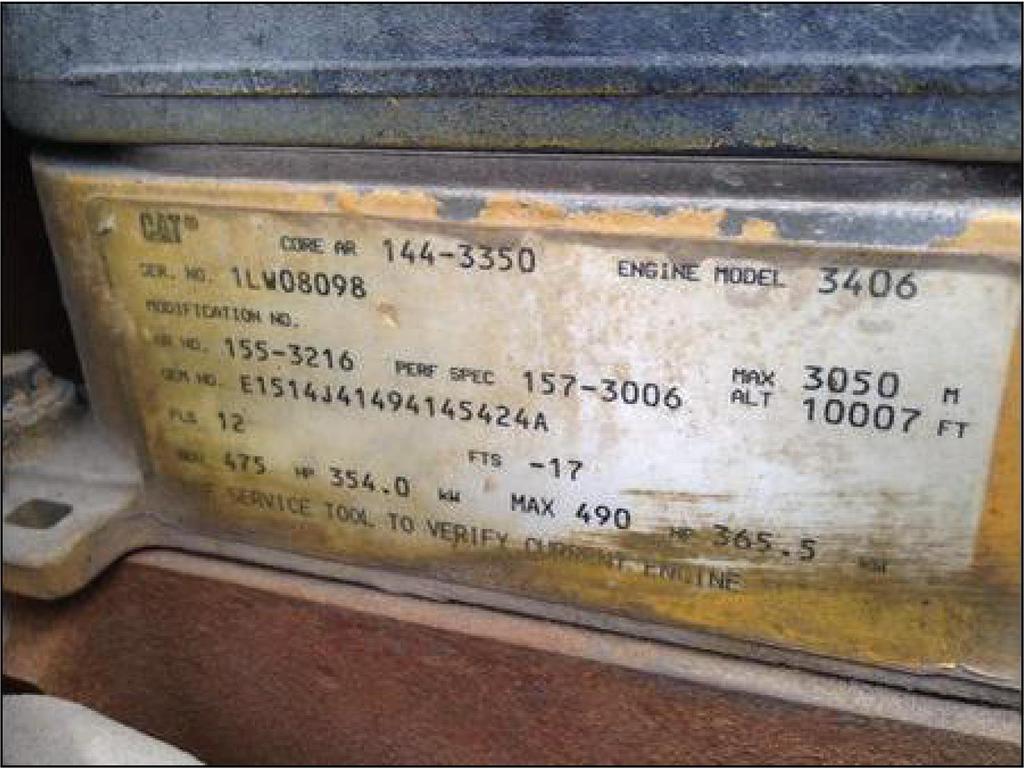 CAT®
CORE AR 144-3350 ENGINE MODEL 3406
SER. NO. 1LW08098
MODIFICATION NO.
NO. 155-3216 PERF SPEC 157-3006 MAX ALT 3050 M 10007 FT
OEM NO. E1514J41494145424A
FLS 12 FTS -17
475 HP 354.0 kW MAX 490 HP 365.5 kW
SERVICE TOOL TO VERIFY CURRENT ENGINE